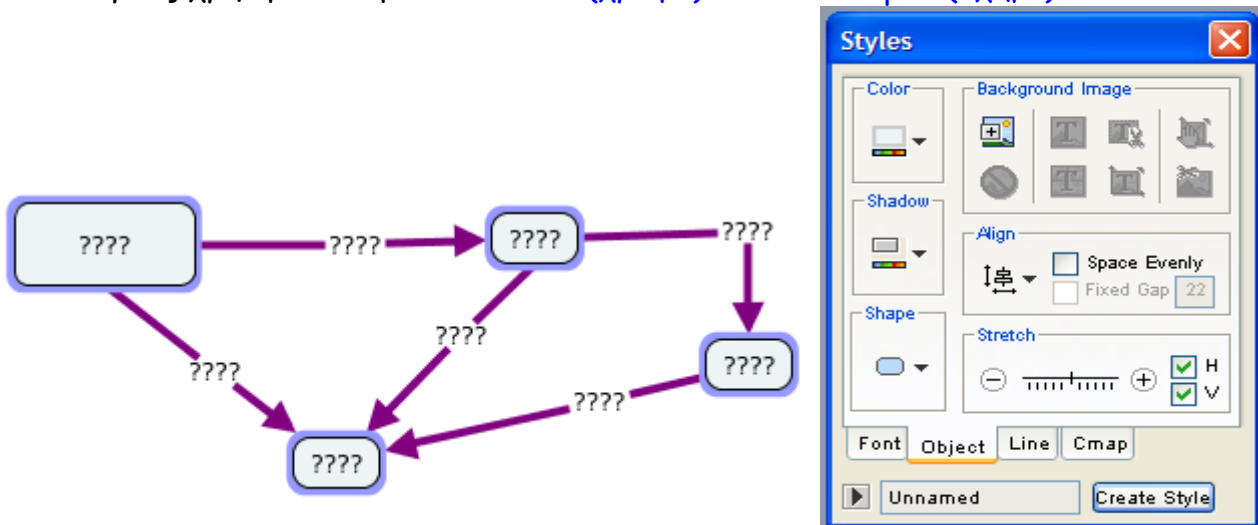 ????
????
????
????
????
????
????
????
????
Styles
Color
Background Image
Shadow
Align
Space Evenly
Fixed Gap 22
Shape
Stretch
H
V
Font Object Line Cmap
Unnamed Create Style